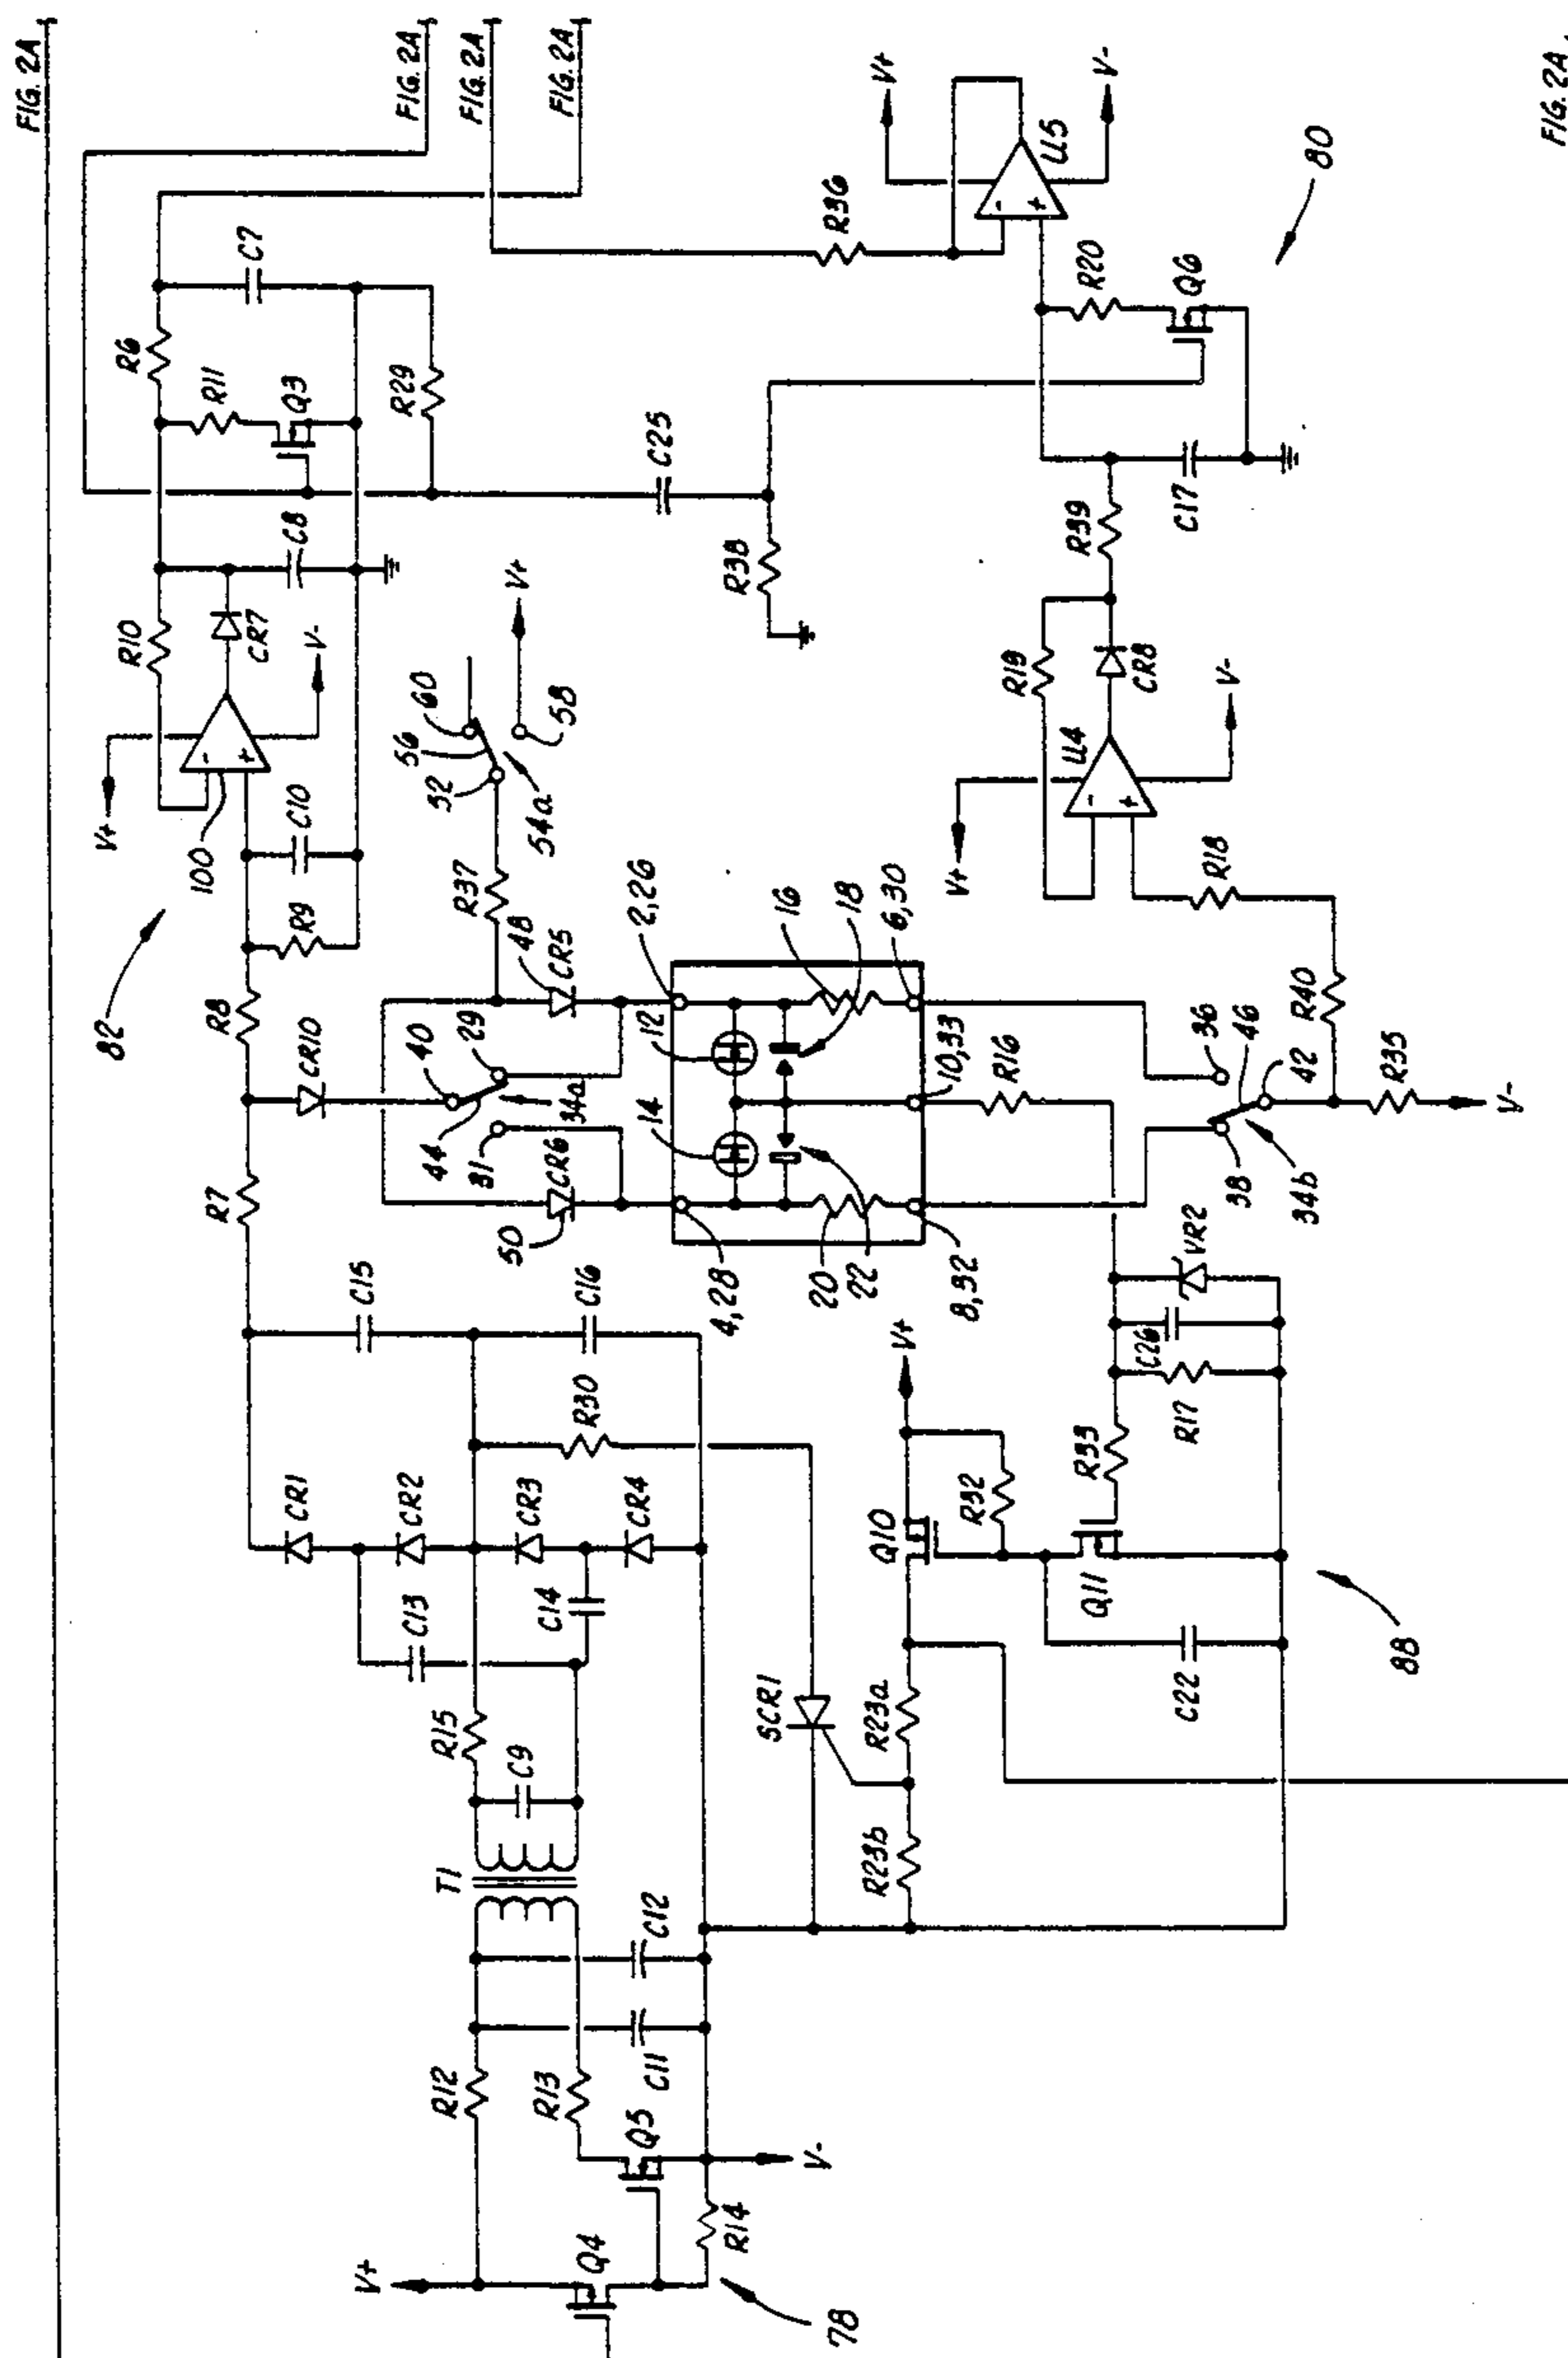 FIG. 2A
FIG. 2A
FIG. 2A
FIG. 2A
FIG. 2A
82
V+
R10
R6
C7
R11
Q3
R29
C8
CR7
V-
100
C10
R9
R8
R7
CR10
C25
R38
V+
60
56
58
52
54a
R37
48
CR5
40
29
44
34a
31
CR6
50
2,26
4,28
12
14
16
18
20
22
6,30
10,33
8,32
R16
36
46
42
38
34b
R40
R35
V-
R18
V+
U4
V-
R19
CR8
R39
C17
R20
Q6
R36
U5
V+
V-
80
C15
C16
R30
CR1
CR2
CR3
CR4
C13
C14
R15
C9
T1
C12
C11
R12
R13
Q5
V-
R14
Q4
V+
78
SCR1
R23a
R23b
Q10
V+
R32
R33
Q11
C22
R17
C26
VR2
88